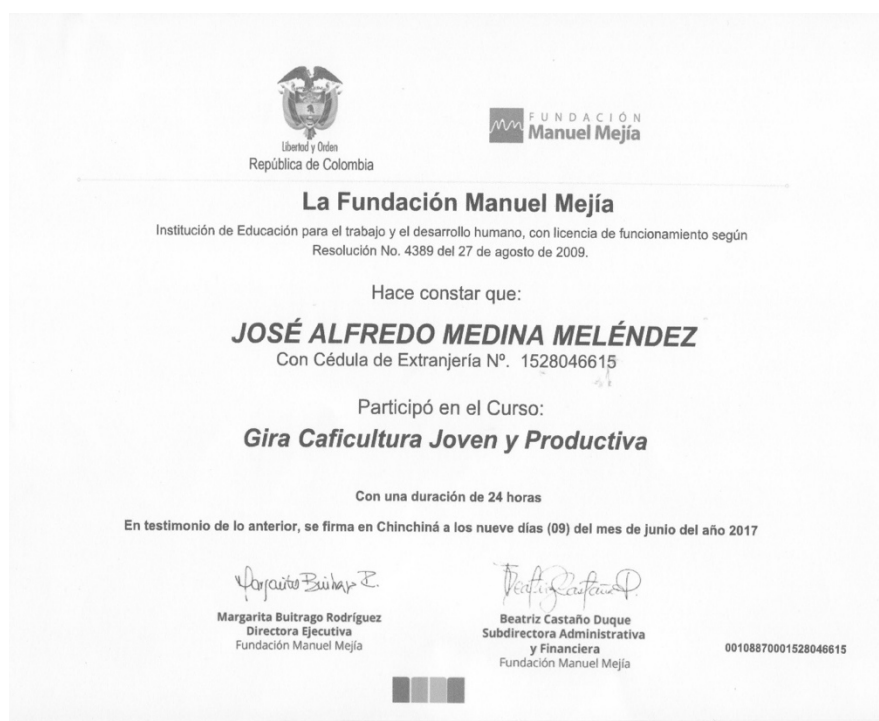 Libertad y Orden
República de Colombia
FUNDACIÓN
Manuel Mejía
La Fundación Manuel Mejía
Institución de Educación para el trabajo y el desarrollo humano, con licencia de funcionamiento según
Resolución No. 4389 del 27 de agosto de 2009.
Hace constar que:
JOSÉ ALFREDO MEDINA MELÉNDEZ
Con Cédula de Extranjería Nº. 1528046615
Participó en el Curso:
Gira Caficultura Joven y Productiva
Con una duración de 24 horas
En testimonio de lo anterior, se firma en Chinchiná a los nueve días (09) del mes de junio del año 2017
Margarita Buitrago R.
Beatriz Castaño D.
Margarita Buitrago Rodríguez
Directora Ejecutiva
Fundación Manuel Mejía
Beatriz Castaño Duque
Subdirectora Administrativa
y Financiera
Fundación Manuel Mejía
00108870001528046615